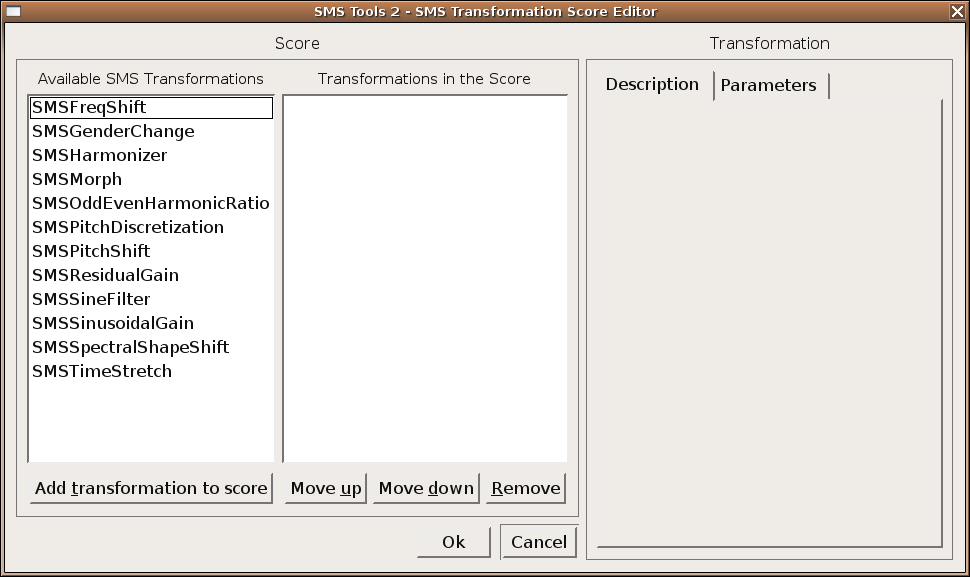 SMS Tools 2 - SMS Transformation Score Editor
Score
Available SMS Transformations
Transformations in the Score
SMSFreqShift
SMSGenderChange
SMSHarmonizer
SMSMorph
SMSOddEvenHarmonicRatio
SMSPitchDiscretization
SMSPitchShift
SMSResidualGain
SMSSineFilter
SMSSinusoidalGain
SMSSpectralShapeShift
SMSTimeStretch
Add transformation to score
Move up
Move down
Remove
Ok
Cancel
Transformation
Description
Parameters